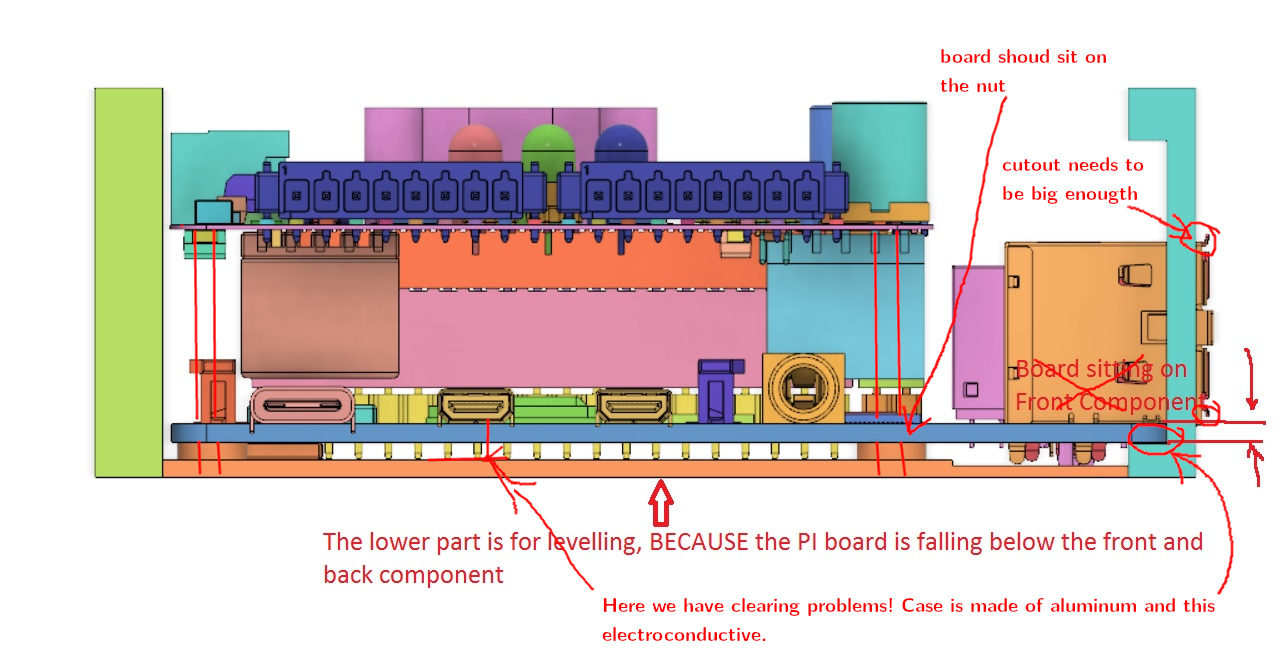 board shoud sit on
the nut
cutout needs to
be big enougth
Board sitting on
Front Component
The lower part is for levelling, BECAUSE the PI board is falling below the front and
back component
Here we have clearing problems! Case is made of aluminum and this
electroconductive.